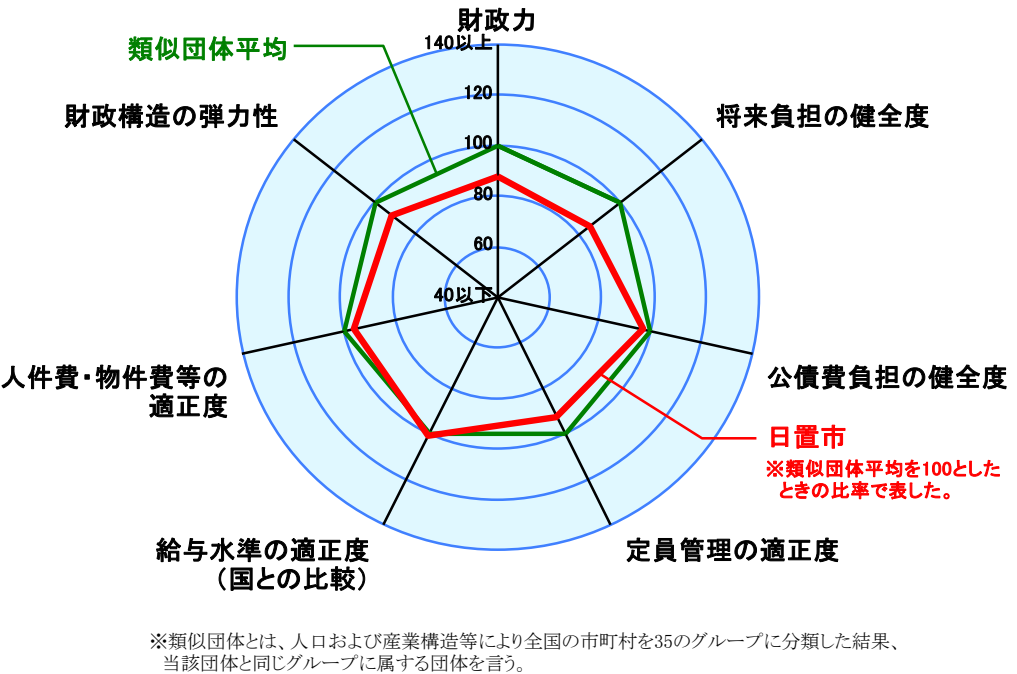 財政力
類似団体平均
140以上
120
100
80
60
40以下
財政構造の弾力性
将来負担の健全度
人件費・物件費等の
適正度
公債費負担の健全度
日置市
※類似団体平均を100とした
ときの比率で表した。
給与水準の適正度
（国との比較）
定員管理の適正度
※類似団体とは、人口および産業構造等により全国の市町村を35のグループに分類した結果、
当該団体と同じグループに属する団体を言う。